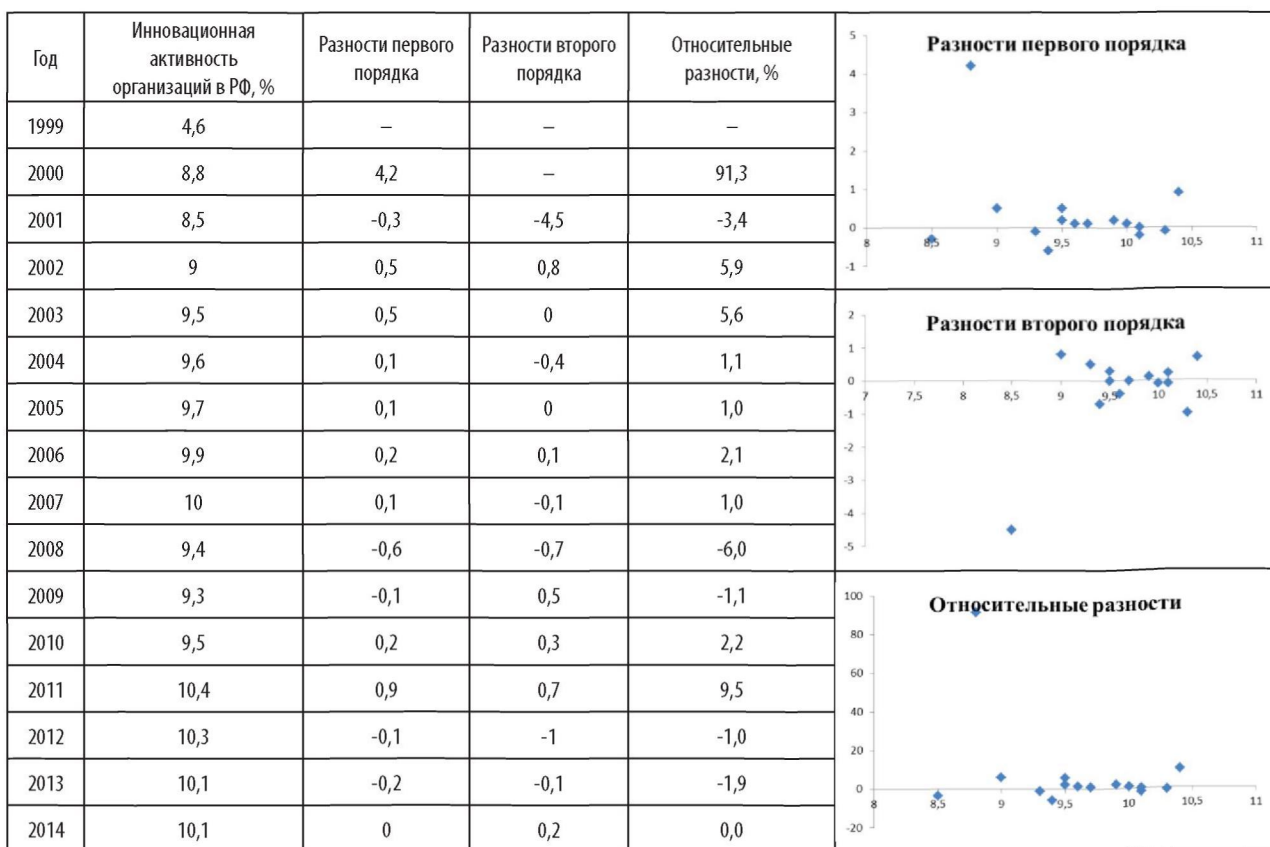 Год
Инновационная
активность
организаций в РФ, %
Разности первого
порядка
Разности второго
порядка
Относительные
разности, %
1999 4,6 – – –
2000 8,8 4,2 – 91,3
2001 8,5 -0,3 -4,5 -3,4
2002 9 0,5 0,8 5,9
2003 9,5 0,5 0 5,6
2004 9,6 0,1 -0,4 1,1
2005 9,7 0,1 0 1,0
2006 9,9 0,2 0,1 2,1
2007 10 0,1 -0,1 1,0
2008 9,4 -0,6 -0,7 -6,0
2009 9,3 -0,1 0,5 -1,1
2010 9,5 0,2 0,3 2,2
2011 10,4 0,9 0,7 9,5
2012 10,3 -0,1 -1 -1,0
2013 10,1 -0,2 -0,1 -1,9
2014 10,1 0 0,2 0,0
Разности первого порядка
5
4
3
2
1
0
-1
8 8,5 9 9,5 10 10,5 11
Разности второго порядка
2
1
0
-1
-2
-3
-4
-5
7 7,5 8 8,5 9 9,5 10 10,5 11
Относительные разности
100
80
60
40
20
0
-20
8 8,5 9 9,5 10 10,5 11